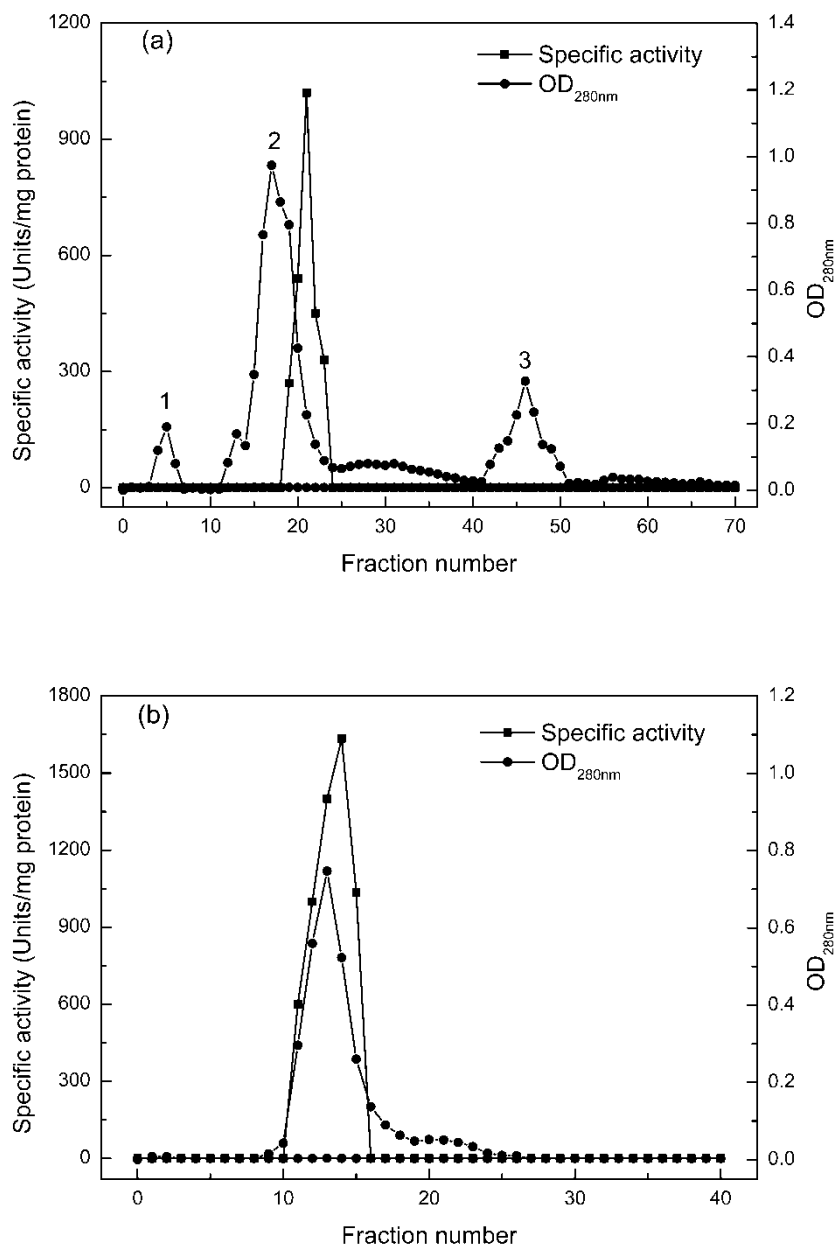 (a)
Specific activity
OD280nm
1
2
3
1200
900
600
300
0
1.4
1.2
1.0
0.8
0.6
0.4
0.2
0.0
0 10 20 30 40 50 60 70
Specific activity (Units/mg protein)
OD280nm
Fraction number
(b)
Specific activity
OD280nm
1800
1500
1200
900
600
300
0
1.2
1.0
0.8
0.6
0.4
0.2
0.0
0 10 20 30 40
Specific activity (Units/mg protein)
OD280nm
Fraction number